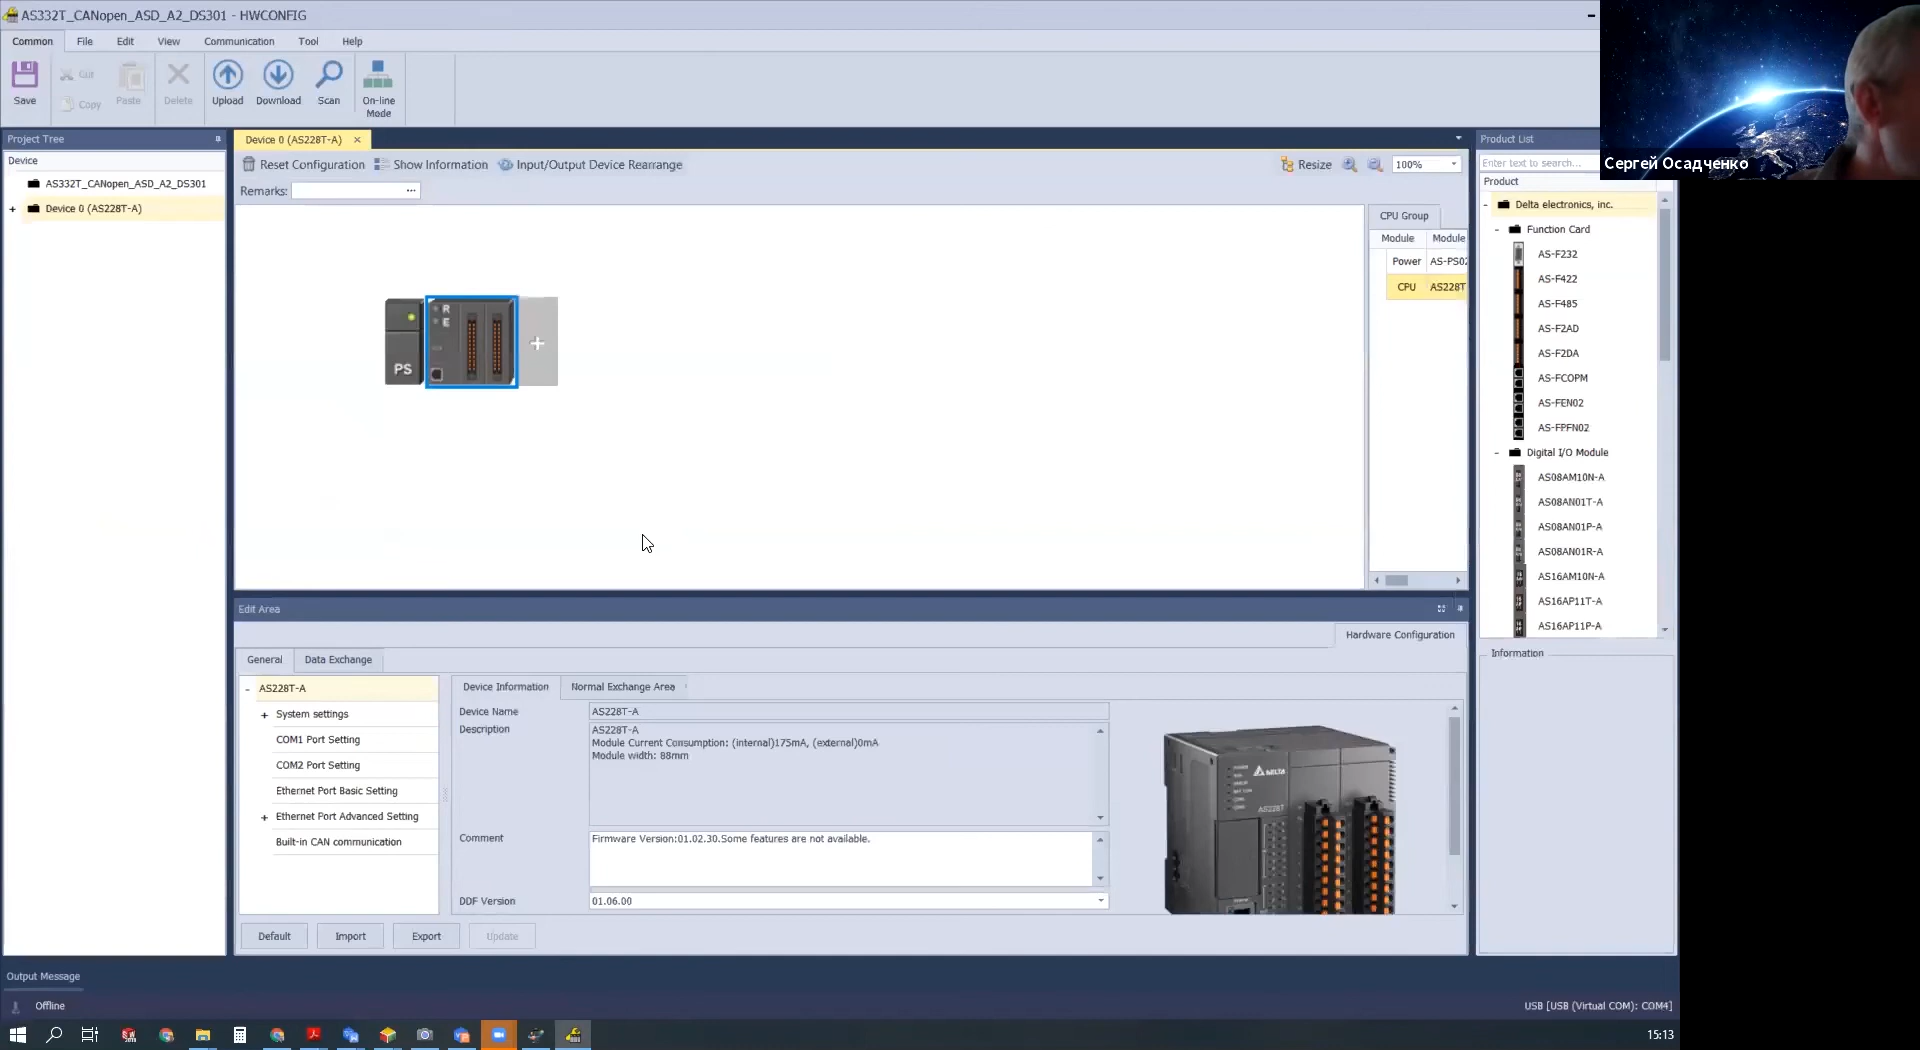 AS332T_CANopen_ASD_A2_DS301 - HWCONFIG
Common File Edit View Communication Tool Help
Save
Cut
Copy
Paste
Delete
Upload
Download
Scan
On-line
Mode
Project Tree
Device
AS332T_CANopen_ASD_A2_DS301
+ Device 0 (AS228T-A)
Device 0 (AS228T-A)
Reset Configuration Show Information Input/Output Device Rearrange
Resize 100%
Remarks: ...
PS
R
E
+
CPU Group
Module Module
Power AS-PS02
CPU AS228T
Product List
Enter text to search...
Сергей Осадченко
Product
- Delta electronics, inc.
- Function Card
AS-F232
AS-F422
AS-F485
AS-F2AD
AS-F2DA
AS-FCOPM
AS-FEN02
AS-FPFN02
- Digital I/O Module
AS08AM10N-A
AS08AN01T-A
AS08AN01P-A
AS08AN01R-A
AS16AM10N-A
AS16AP11T-A
AS16AP11P-A
Information
Edit Area
Hardware Configuration
General Data Exchange
- AS228T-A
+ System settings
COM1 Port Setting
COM2 Port Setting
Ethernet Port Basic Setting
+ Ethernet Port Advanced Setting
Built-in CAN communication
Device Information Normal Exchange Area
Device Name AS228T-A
Description AS228T-A
Module Current Consumption: (internal)175mA, (external)0mA
Module width: 88mm
Comment Firmware Version:01.02.30.Some features are not available.
DDF Version 01.06.00
DELTA
AS228T
Default Import Export Update
Output Message
Offline
USB [USB (Virtual COM): COM4]
15:13